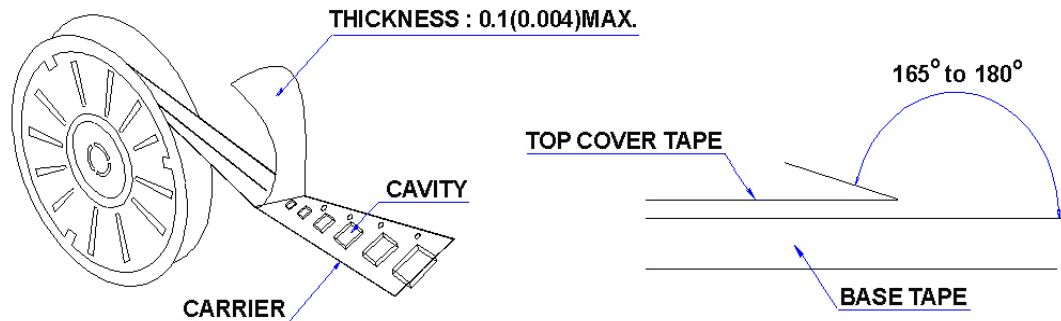 THICKNESS : 0.1(0.004)MAX.
CAVITY
CARRIER
165° to 180°
TOP COVER TAPE
BASE TAPE